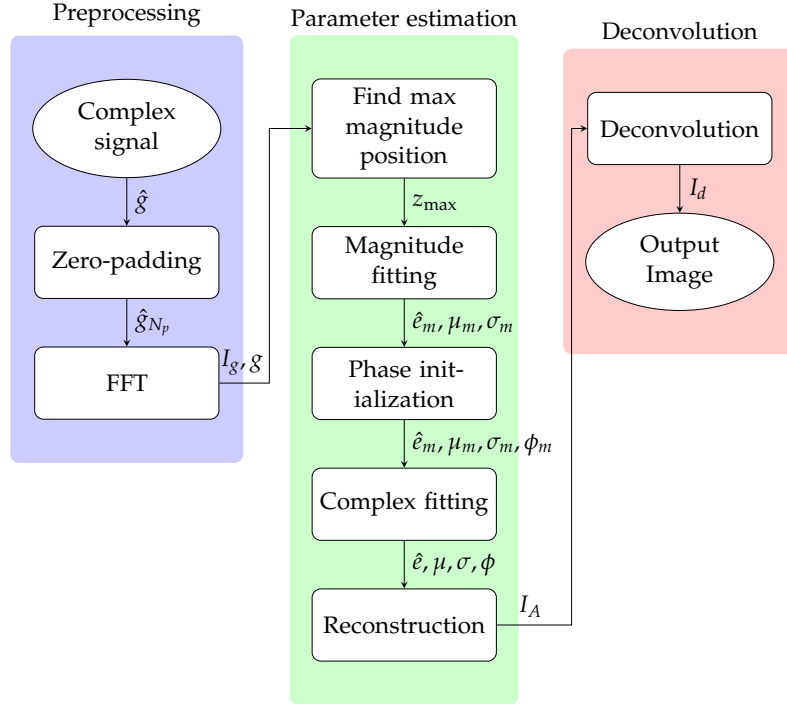 Preprocessing
Complex
signal
ĝ
Zero-padding
ĝ_{N_p}
FFT
I_g, g
Parameter estimation
Find max
magnitude
position
z_max
Magnitude
fitting
ê_m, μ_m, σ_m
Phase init-
ialization
ê_m, μ_m, σ_m, ϕ_m
Complex fitting
ê, μ, σ, ϕ
Reconstruction
I_A
Deconvolution
Deconvolution
I_d
Output
Image